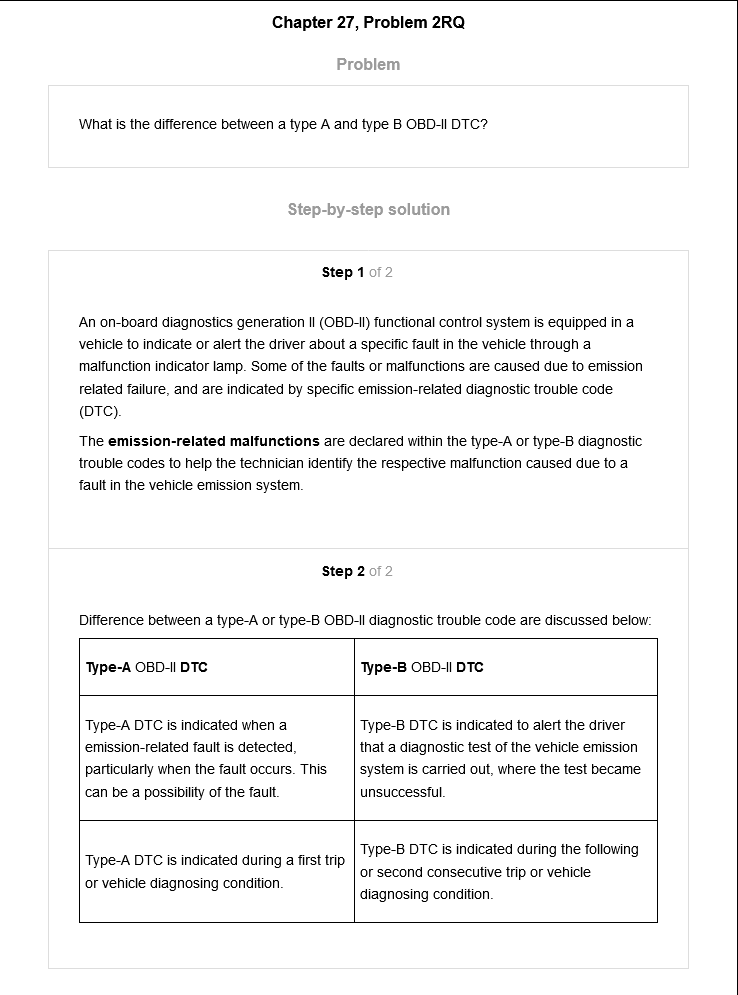 Chapter 27, Problem 2RQ
Problem
What is the difference between a type A and type B OBD-II DTC?
Step-by-step solution
Step 1 of 2
An on-board diagnostics generation II (OBD-II) functional control system is equipped in a
vehicle to indicate or alert the driver about a specific fault in the vehicle through a
malfunction indicator lamp. Some of the faults or malfunctions are caused due to emission
related failure, and are indicated by specific emission-related diagnostic trouble code
(DTC).
The emission-related malfunctions are declared within the type-A or type-B diagnostic
trouble codes to help the technician identify the respective malfunction caused due to a
fault in the vehicle emission system.
Step 2 of 2
Difference between a type-A or type-B OBD-II diagnostic trouble code are discussed below:
Type-A OBD-II DTC
Type-B OBD-II DTC
Type-A DTC is indicated when a
emission-related fault is detected,
particularly when the fault occurs. This
can be a possibility of the fault.
Type-B DTC is indicated to alert the driver
that a diagnostic test of the vehicle emission
system is carried out, where the test became
unsuccessful.
Type-A DTC is indicated during a first trip
or vehicle diagnosing condition.
Type-B DTC is indicated during the following
or second consecutive trip or vehicle
diagnosing condition.